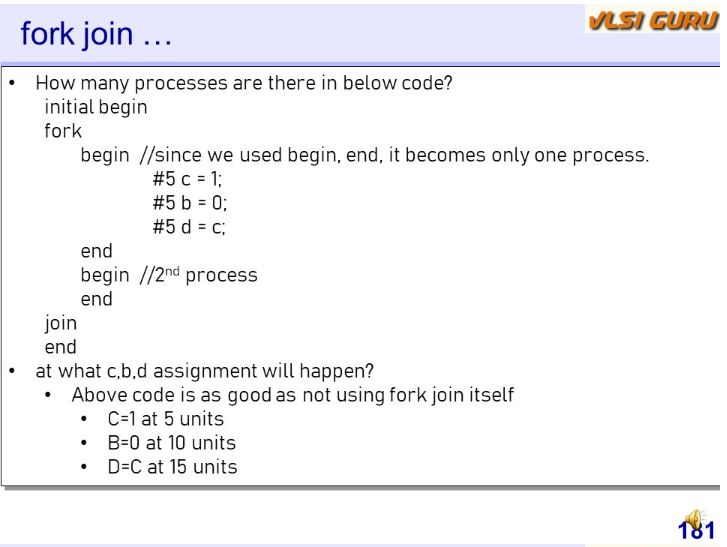 fork join …
VLSI GURU
• How many processes are there in below code?
initial begin
fork
begin //since we used begin, end, it becomes only one process.
#5 c = 1;
#5 b = 0;
#5 d = c;
end
begin //2nd process
end
join
end
• at what c,b,d assignment will happen?
• Above code is as good as not using fork join itself
• C=1 at 5 units
• B=0 at 10 units
• D=C at 15 units
181